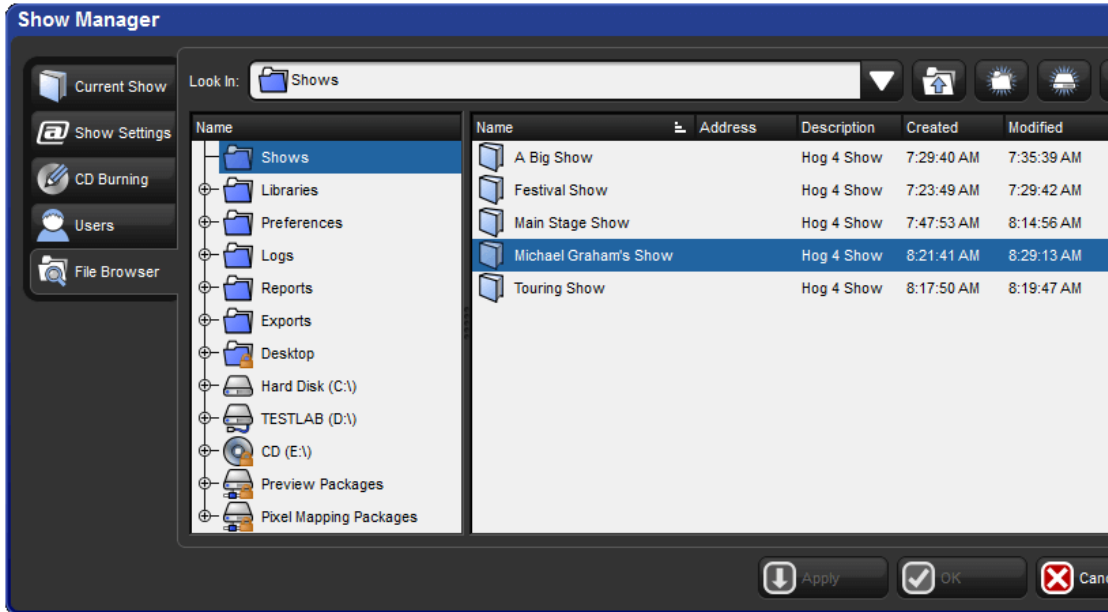 Show Manager
Current Show
Show Settings
CD Burning
Users
File Browser
Look In: Shows
Name
Shows
Libraries
Preferences
Logs
Reports
Exports
Desktop
Hard Disk (C:\)
TESTLAB (D:\)
CD (E:\)
Preview Packages
Pixel Mapping Packages
Name Address Description Created Modified
A Big Show Hog 4 Show 7:29:40 AM 7:35:39 AM
Festival Show Hog 4 Show 7:23:49 AM 7:29:42 AM
Main Stage Show Hog 4 Show 7:47:53 AM 8:14:56 AM
Michael Graham's Show Hog 4 Show 8:21:41 AM 8:29:13 AM
Touring Show Hog 4 Show 8:17:50 AM 8:19:47 AM
Apply OK